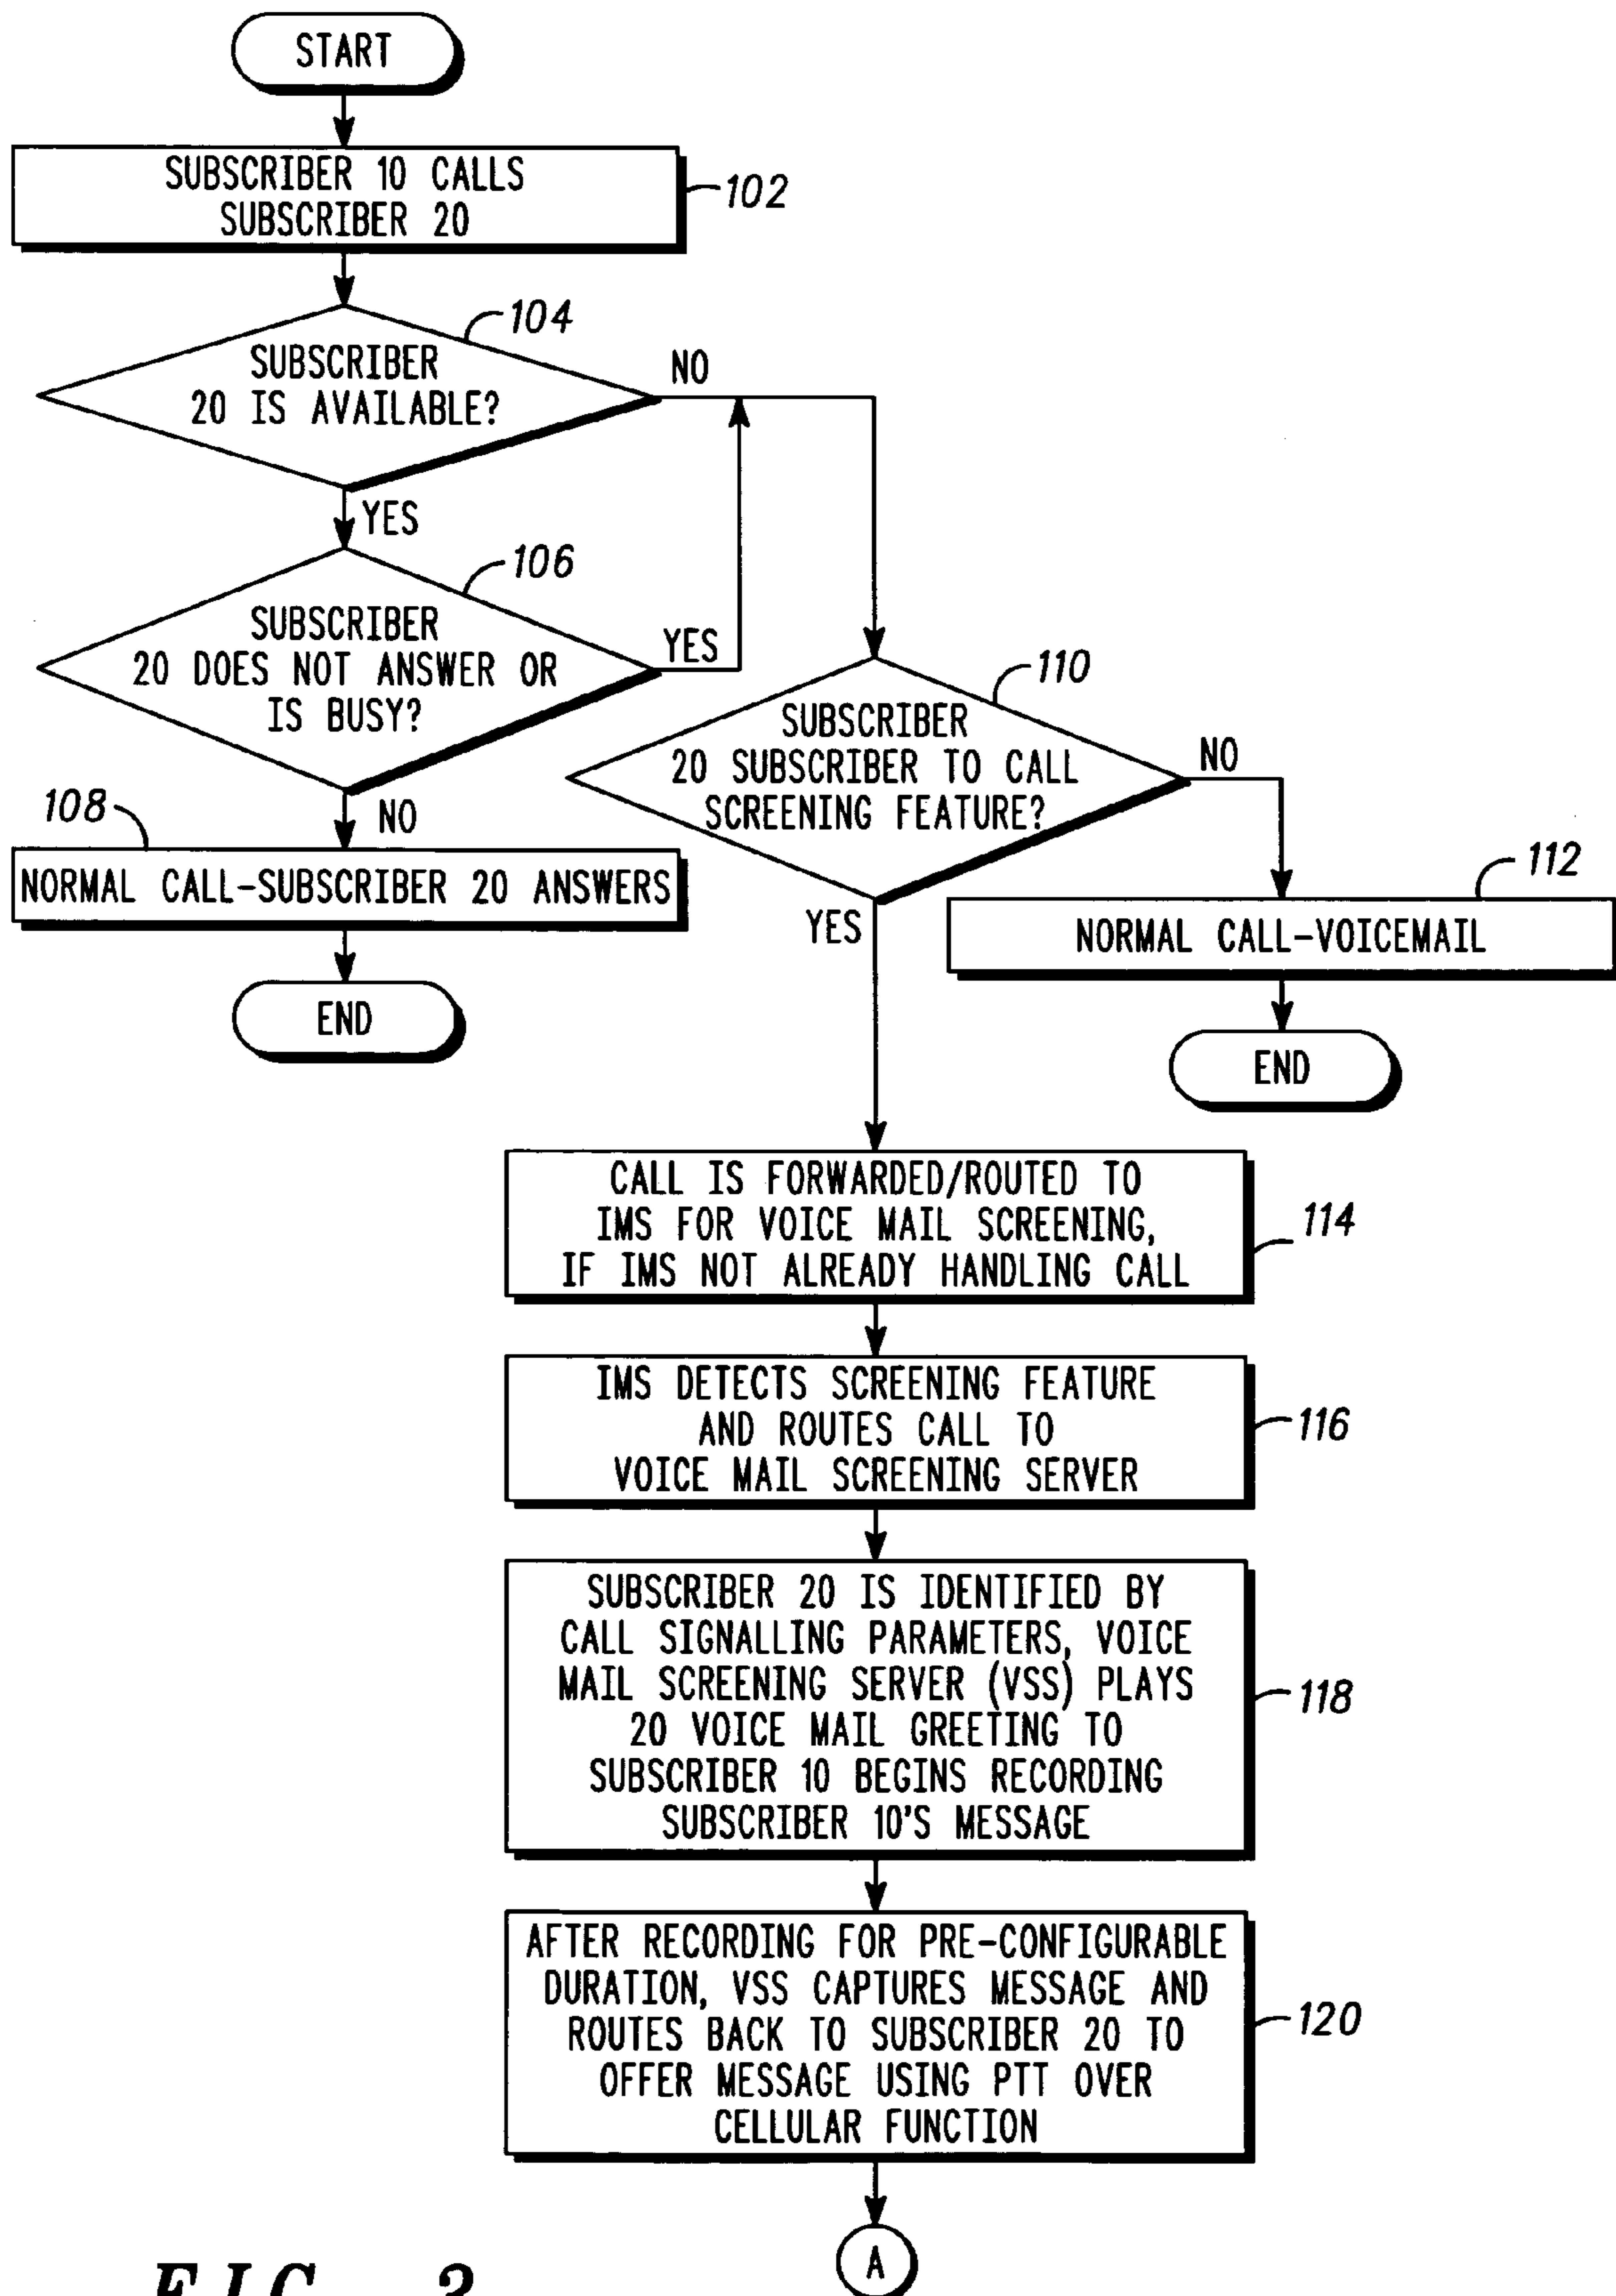 START
SUBSCRIBER 10 CALLS
SUBSCRIBER 20
102
104
SUBSCRIBER
20 IS AVAILABLE?
NO
YES
106
SUBSCRIBER
20 DOES NOT ANSWER OR
IS BUSY?
YES
NO
108
NORMAL CALL-SUBSCRIBER 20 ANSWERS
END
110
SUBSCRIBER
20 SUBSCRIBER TO CALL
SCREENING FEATURE?
NO
YES
112
NORMAL CALL-VOICEMAIL
END
CALL IS FORWARDED/ROUTED TO
IMS FOR VOICE MAIL SCREENING,
IF IMS NOT ALREADY HANDLING CALL
114
IMS DETECTS SCREENING FEATURE
AND ROUTES CALL TO
VOICE MAIL SCREENING SERVER
116
SUBSCRIBER 20 IS IDENTIFIED BY
CALL SIGNALLING PARAMETERS, VOICE
MAIL SCREENING SERVER (VSS) PLAYS
20 VOICE MAIL GREETING TO
SUBSCRIBER 10 BEGINS RECORDING
SUBSCRIBER 10'S MESSAGE
118
AFTER RECORDING FOR PRE-CONFIGURABLE
DURATION, VSS CAPTURES MESSAGE AND
ROUTES BACK TO SUBSCRIBER 20 TO
OFFER MESSAGE USING PTT OVER
CELLULAR FUNCTION
120
A